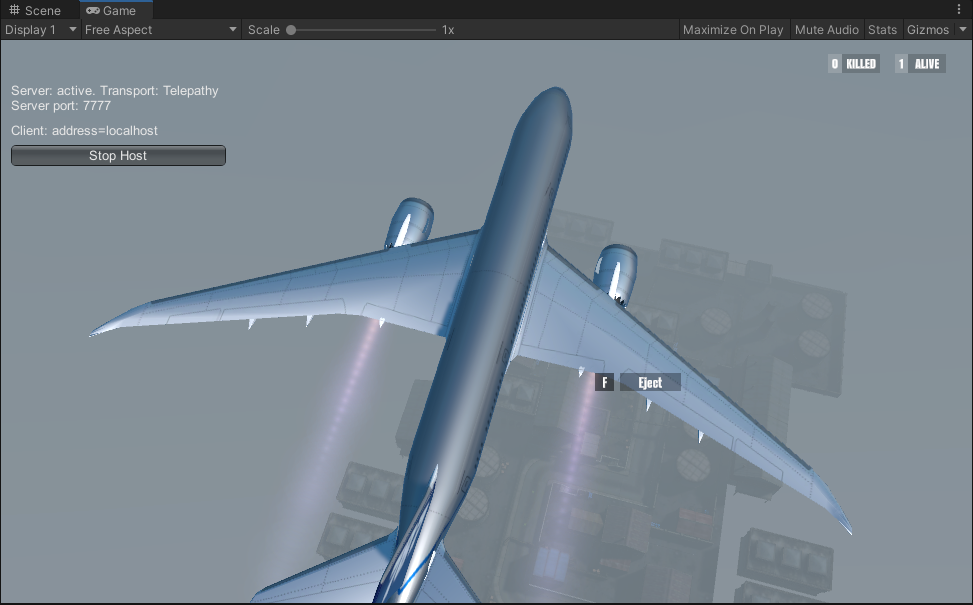 Scene Game
Display 1 Free Aspect Scale 1x Maximize On Play Mute Audio Stats Gizmos
0 KILLED 1 ALIVE
Server: active. Transport: Telepathy
Server port: 7777
Client: address=localhost
Stop Host
F Eject